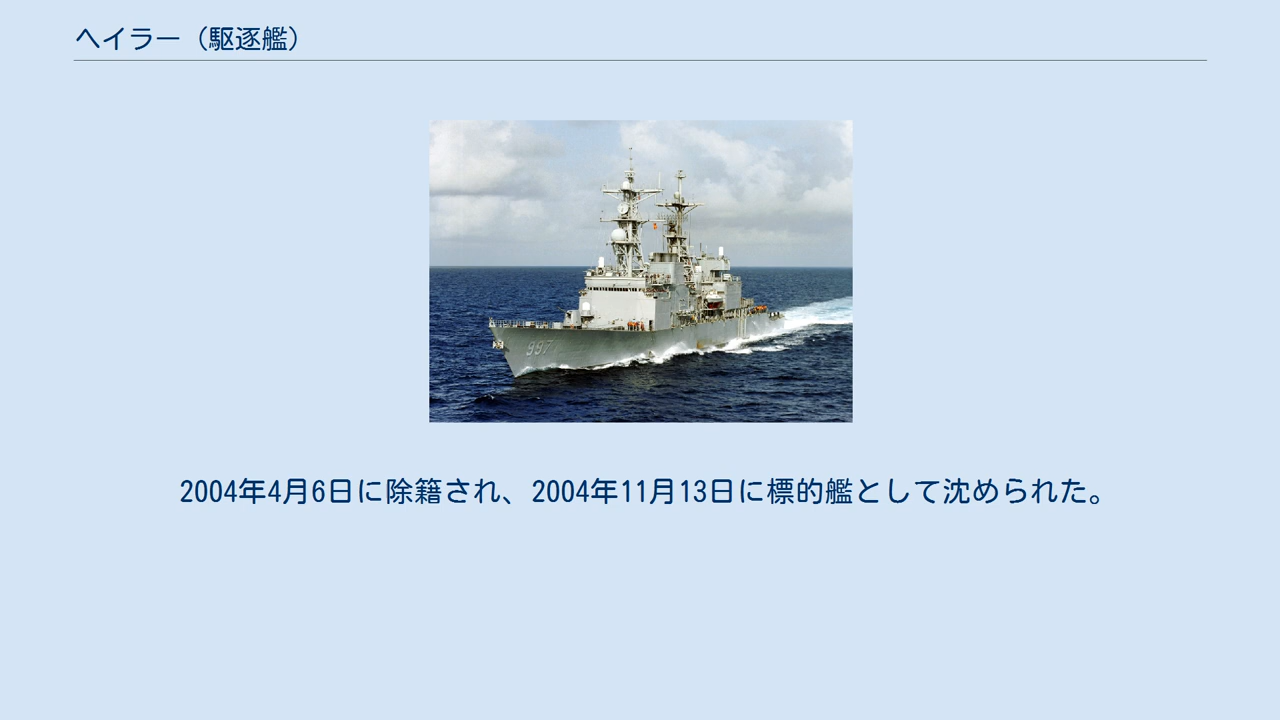 ヘイラー（駆逐艦）
997
2004年4月6日に除籍され、2004年11月13日に標的艦として沈められた。